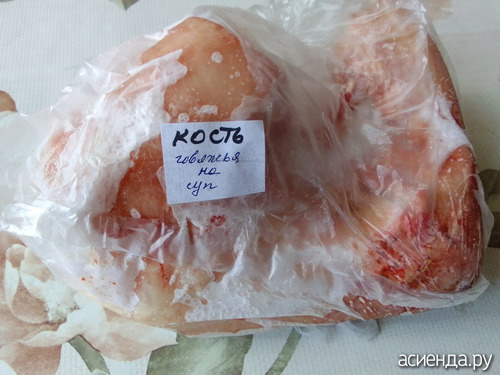 КОСТЬ
говяжья
на
суп
асиенда.ру